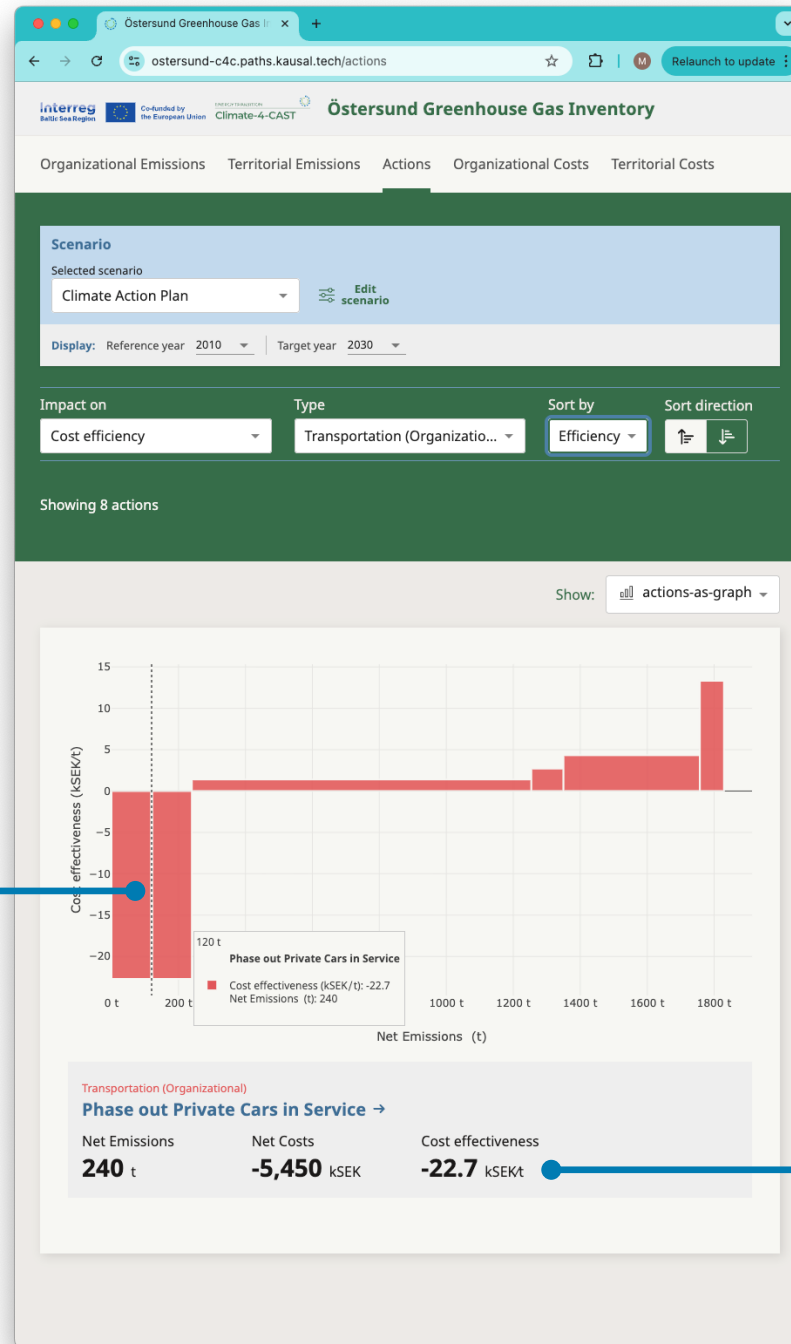 Östersund Greenhouse Gas In
ostersund-c4c.paths.kausal.tech/actions
M
Relaunch to update
Interreg
Baltic Sea Region
Co-funded by
the European Union
Climate-4-CAST
Östersund Greenhouse Gas Inventory
Organizational Emissions Territorial Emissions Actions Organizational Costs Territorial Costs
Scenario
Selected scenario
Climate Action Plan
Edit
scenario
Display: Reference year 2010 Target year 2030
Impact on Type Sort by Sort direction
Cost efficiency Transportation (Organizatio... Efficiency
Showing 8 actions
Show: actions-as-graph
15
10
5
0
−5
−10
−15
−20
Cost effectiveness (kSEK/t)
120 t
Phase out Private Cars in Service
Cost effectiveness (kSEK/t): -22.7
Net Emissions (t): 240
0 t 200 t 1000 t 1200 t 1400 t 1600 t 1800 t
Net Emissions (t)
Transportation (Organizational)
Phase out Private Cars in Service →
Net Emissions Net Costs Cost effectiveness
240 t -5,450 kSEK -22.7 kSEK⁄t